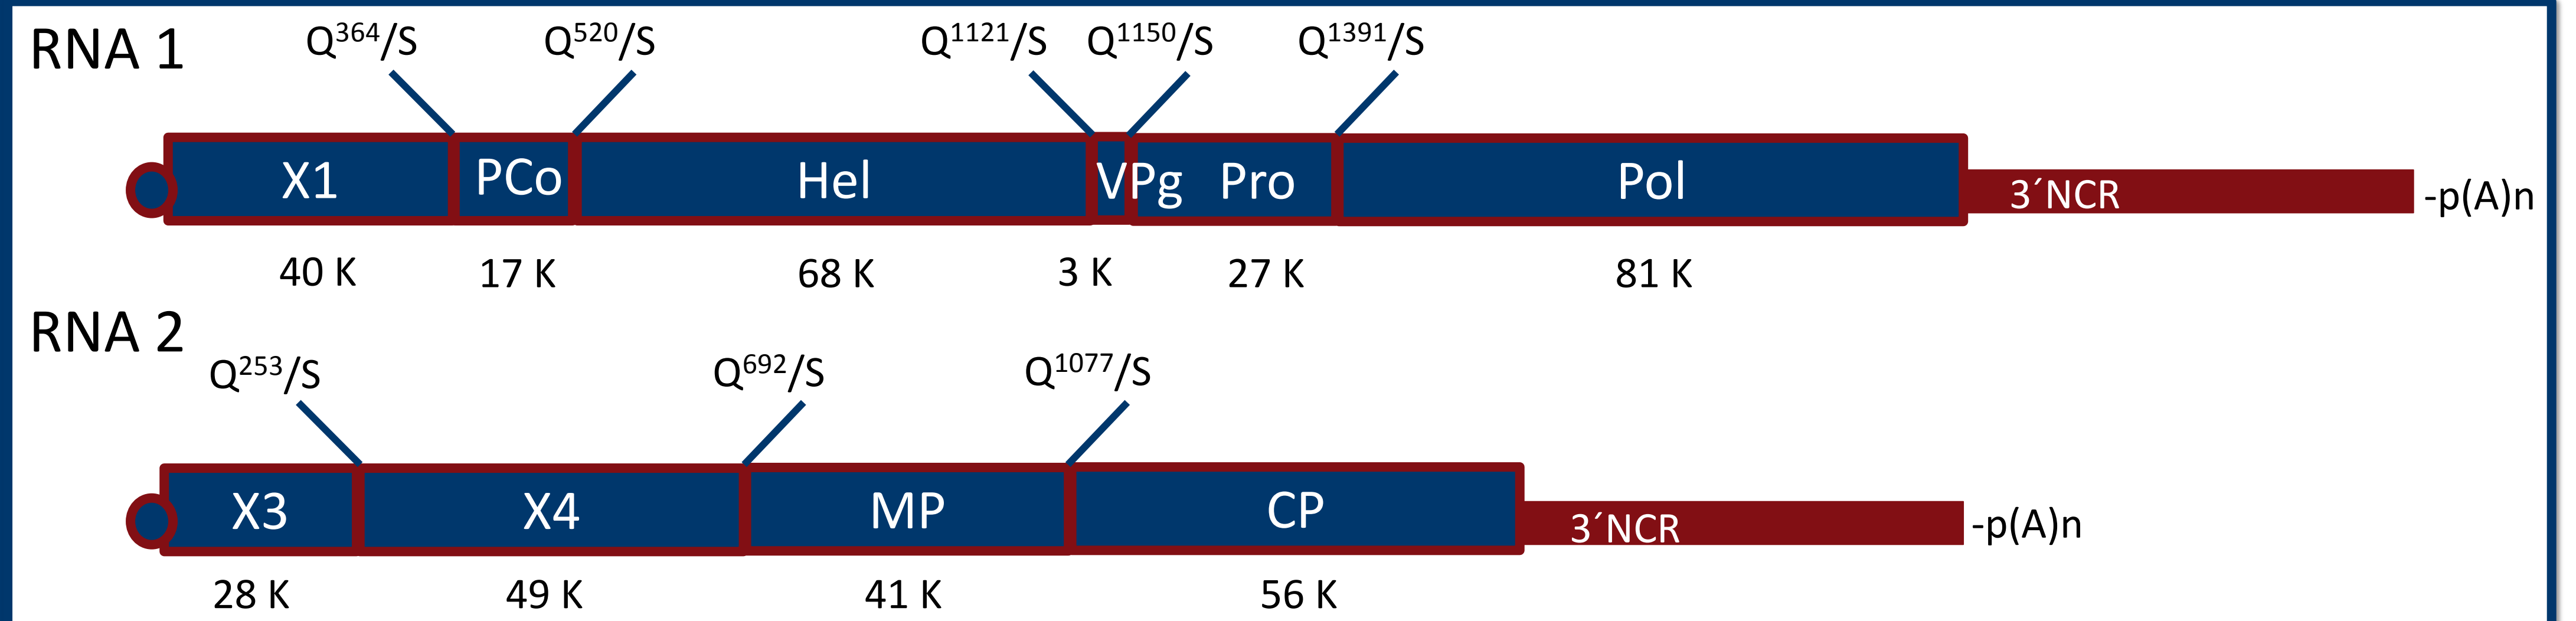 RNA 1
Q³⁶⁴/S Q⁵²⁰/S Q¹¹²¹/S Q¹¹⁵⁰/S Q¹³⁹¹/S
X1 PCo Hel VPg Pro Pol 3´NCR -p(A)n
40 K 17 K 68 K 3 K 27 K 81 K
RNA 2
Q²⁵³/S Q⁶⁹²/S Q¹⁰⁷⁷/S
X3 X4 MP CP 3´NCR -p(A)n
28 K 49 K 41 K 56 K